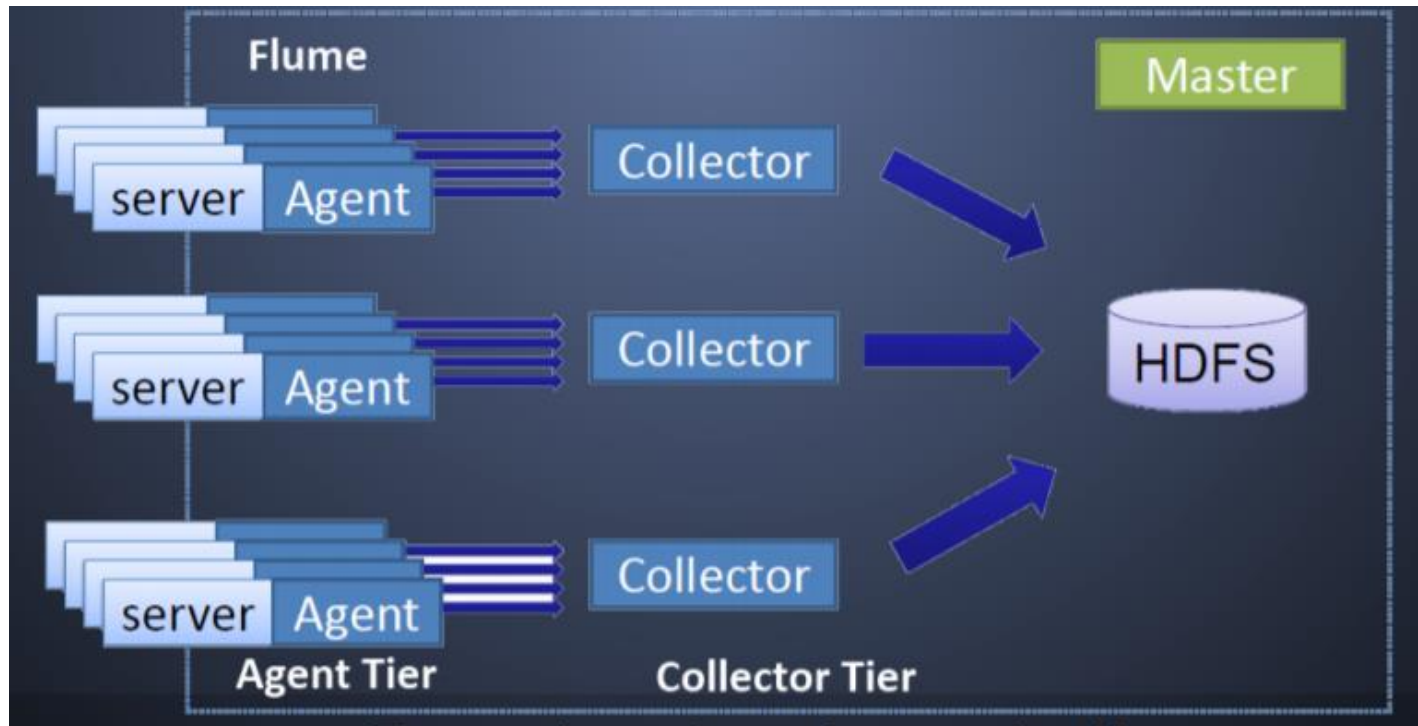 Flume
Master
server Agent
Collector
server Agent
Collector
HDFS
server Agent
Collector
Agent Tier
Collector Tier